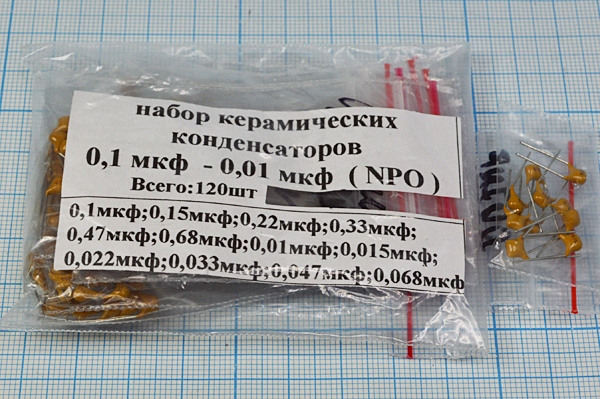 набор керамических
конденсаторов
0,1 мкф - 0,01 мкф ( NPO )
Всего:120шт
0,1мкф;0,15мкф;0,22мкф;0,33мкф;
0,47мкф;0,68мкф;0,01мкф;0,015мкф;
0,022мкф;0,033мкф;0,047мкф;0,068мкф